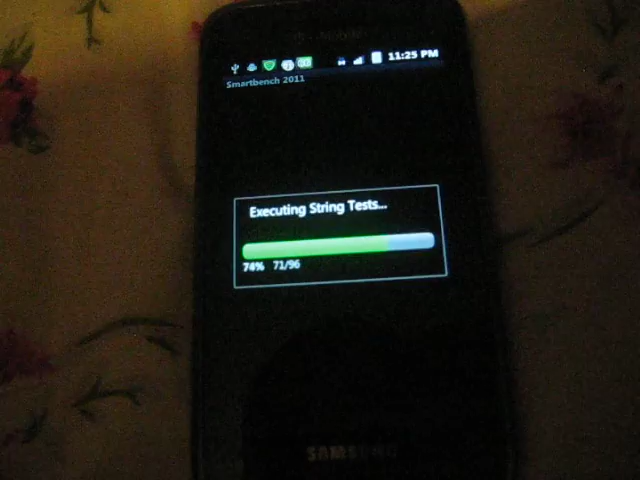 11:25 PM
Smartbench 2011
Executing String Tests...
74% 71/96
SAMSUNG